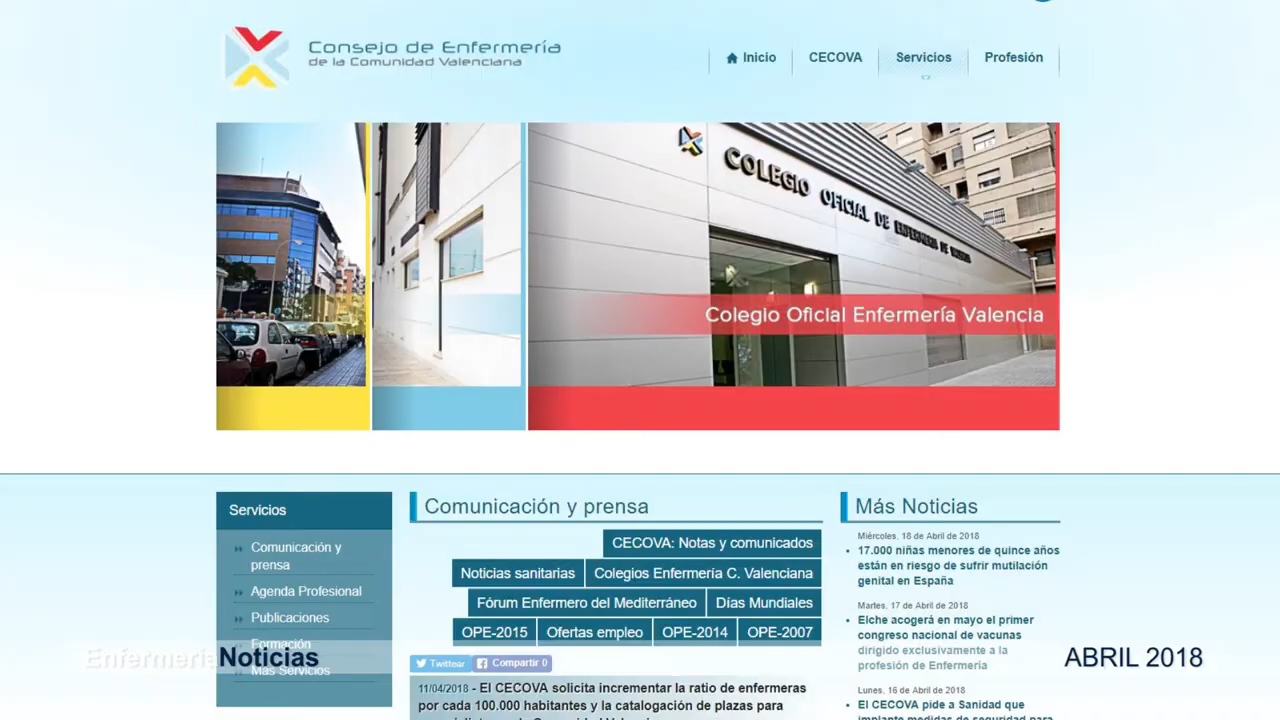 Consejo de Enfermería
de la Comunidad Valenciana
Inicio
CECOVA
Servicios
Profesión
COLEGIO OFICIAL DE ENFERMERIA DE VALENCIA
Colegio Oficial Enfermería Valencia
Servicios
Comunicación y
prensa
Agenda Profesional
Publicaciones
Formación
Más Servicios
Comunicación y prensa
CECOVA: Notas y comunicados
Noticias sanitarias
Colegios Enfermería C. Valenciana
Fórum Enfermero del Mediterráneo
Días Mundiales
OPE-2015
Ofertas empleo
OPE-2014
OPE-2007
Twittear
Compartir 0
11/04/2018 - El CECOVA solicita incrementar la ratio de enfermeras
por cada 100.000 habitantes y la catalogación de plazas para
Más Noticias
Miércoles, 18 de Abril de 2018
17.000 niñas menores de quince años
están en riesgo de sufrir mutilación
genital en España
Martes, 17 de Abril de 2018
Elche acogerá en mayo el primer
congreso nacional de vacunas
dirigido exclusivamente a la
profesión de Enfermería
Lunes, 16 de Abril de 2018
El CECOVA pide a Sanidad que
implante medidas de seguridad para
EnfermeríaNoticias
ABRIL 2018